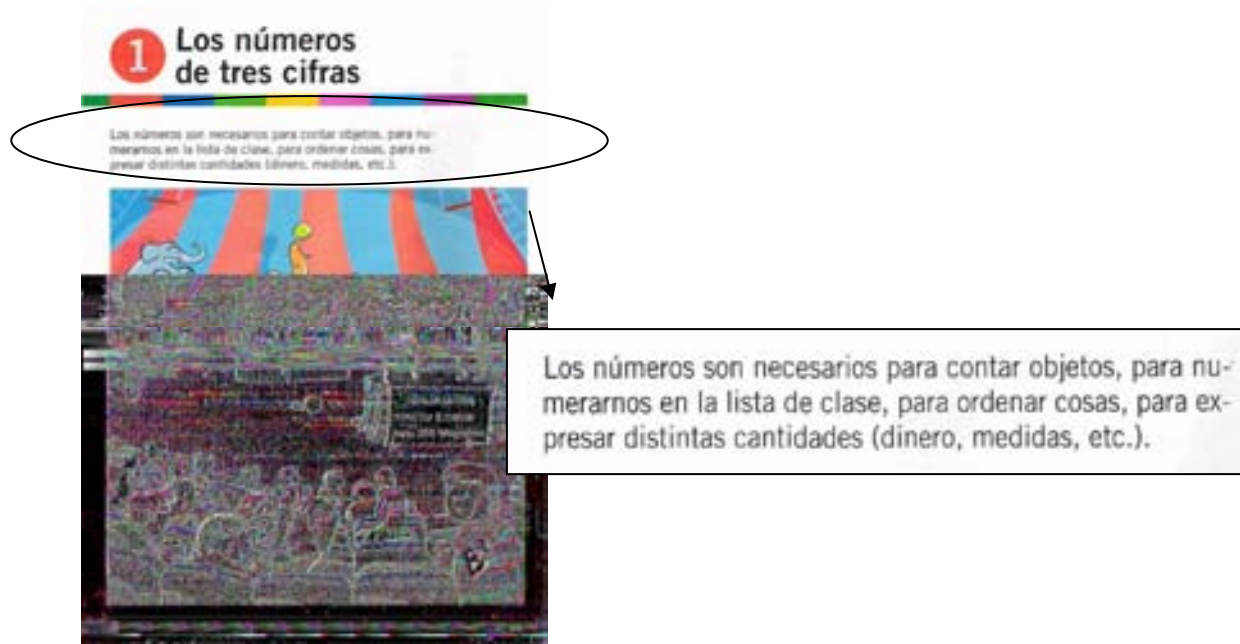 1
Los números
de tres cifras
Los números son necesarios para contar objetos, para nu-
merarnos en la lista de clase, para ordenar cosas, para ex-
presar distintas cantidades (dinero, medidas, etc.).
Los números son necesarios para contar objetos, para nu-
merarnos en la lista de clase, para ordenar cosas, para ex-
presar distintas cantidades (dinero, medidas, etc.).